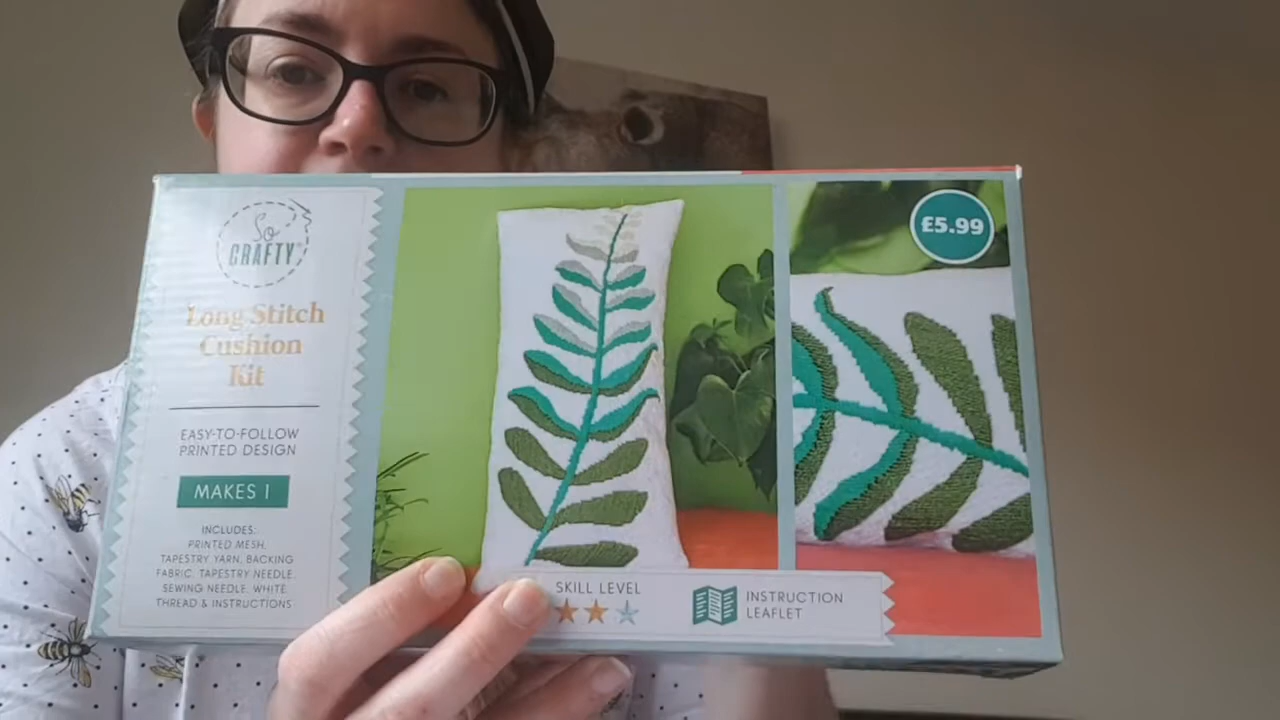 So
CRAFTY
Long Stitch
Cushion
Kit
EASY-TO-FOLLOW
PRINTED DESIGN
MAKES 1
INCLUDES:
PRINTED MESH,
TAPESTRY YARN, BACKING
FABRIC, TAPESTRY NEEDLE,
SEWING NEEDLE, WHITE
THREAD & INSTRUCTIONS
SKILL LEVEL
INSTRUCTION
LEAFLET
£5.99